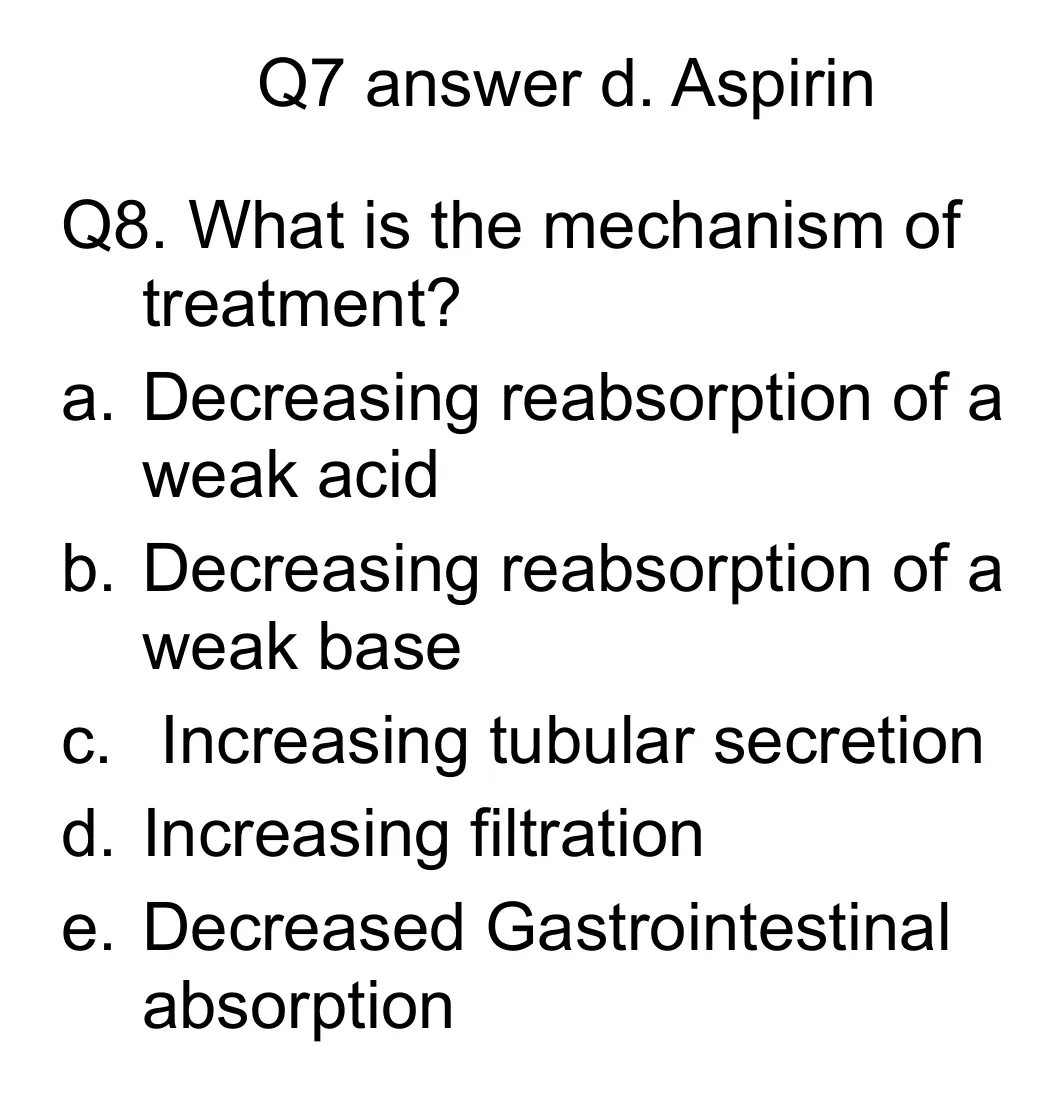 Q7 answer d. Aspirin
Q8. What is the mechanism of
treatment?
a. Decreasing reabsorption of a
weak acid
b. Decreasing reabsorption of a
weak base
c. Increasing tubular secretion
d. Increasing filtration
e. Decreased Gastrointestinal
absorption